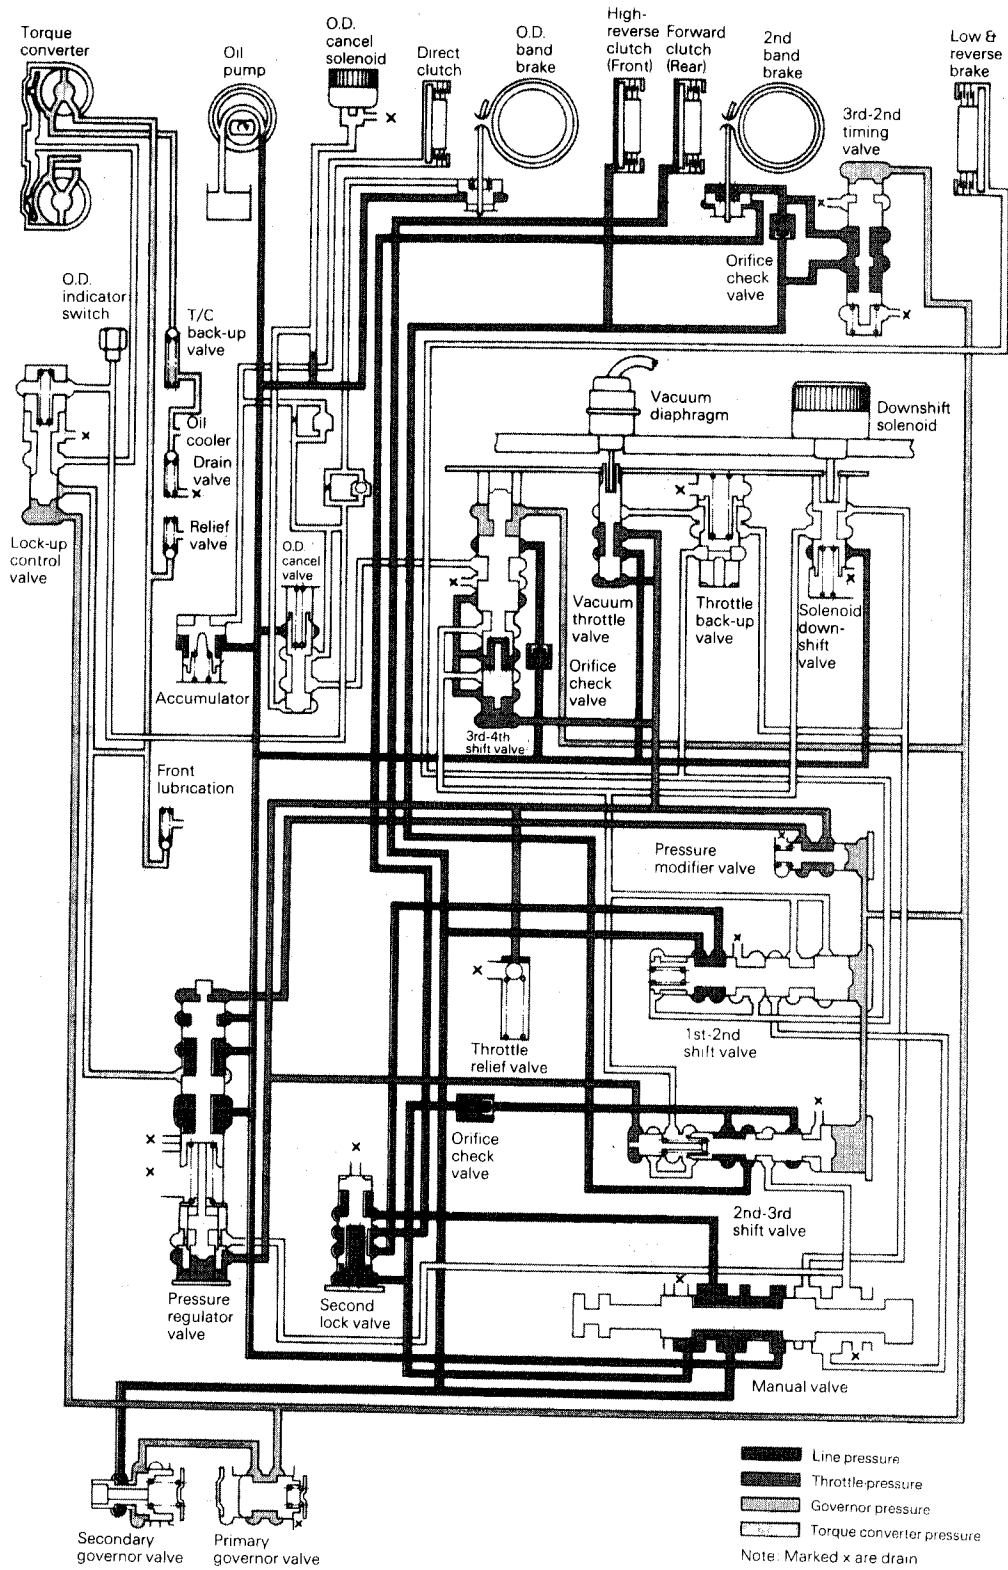 Torque
converter
Oil
pump
O.D.
cancel
solenoid
Direct
clutch
O.D.
band
brake
High-
reverse
clutch
(Front)
Forward
clutch
(Rear)
2nd
band
brake
3rd-2nd
timing
valve
Low &
reverse
brake
x
x
x
Orifice
check
valve
O.D.
indicator
switch
T/C
back-up
valve
Vacuum
diaphragm
Downshift
solenoid
x
Oil
cooler
Drain
valve
x
Relief
valve
x
Lock-up
control
valve
O.D.
cancel
valve
x
x
Vacuum
throttle
valve
Throttle
back-up
valve
Solenoid
down-
shift
valve
Accumulator
Orifice
check
valve
3rd-4th
shift valve
Front
lubrication
x
Pressure
modifier valve
x
x
Throttle
relief valve
1st-2nd
shift valve
x
x
x
x
Orifice
check
valve
2nd-3rd
shift valve
x
Pressure
regulator
valve
Second
lock valve
x
Manual valve
x
x
Secondary
governor valve
Primary
governor valve
Line pressure
Throttle pressure
Governor pressure
Torque converter pressure
Note: Marked x are drain